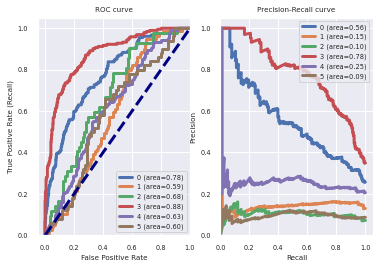 ROC curve
True Positive Rate (Recall)
1.0
0.8
0.6
0.4
0.2
0.0
0 (area=0.78)
1 (area=0.59)
2 (area=0.68)
3 (area=0.88)
4 (area=0.63)
5 (area=0.60)
0.0 0.2 0.4 0.6 0.8 1.0
False Positive Rate
Precision-Recall curve
Precision
1.0
0.8
0.6
0.4
0.2
0.0
0 (area=0.56)
1 (area=0.15)
2 (area=0.10)
3 (area=0.78)
4 (area=0.25)
5 (area=0.09)
0.0 0.2 0.4 0.6 0.8 1.0
Recall